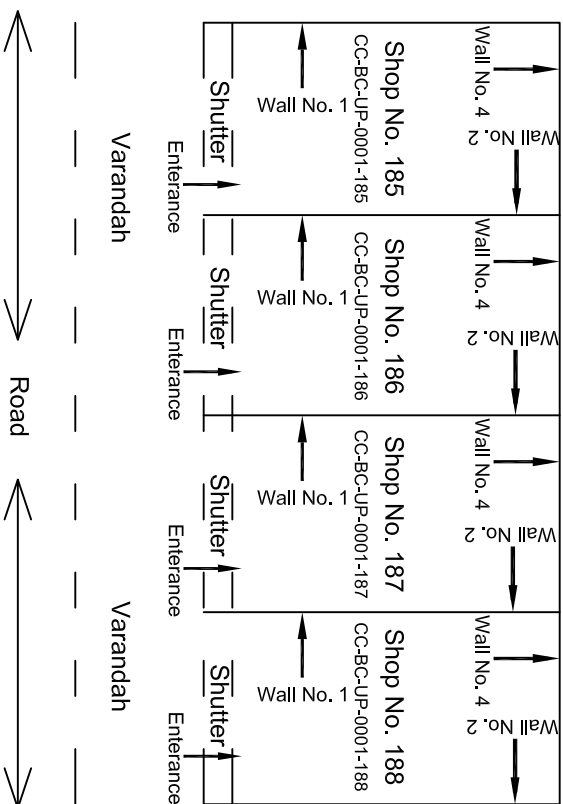 Shop No. 185
CC-BC-UP-0001-185
Wall No. 1
Wall No. 4
Wall No. 2
Shutter
Enterance
Shop No. 186
CC-BC-UP-0001-186
Wall No. 1
Wall No. 4
Wall No. 2
Shutter
Enterance
Shop No. 187
CC-BC-UP-0001-187
Wall No. 1
Wall No. 4
Wall No. 2
Shutter
Enterance
Shop No. 188
CC-BC-UP-0001-188
Wall No. 1
Wall No. 4
Wall No. 2
Shutter
Enterance
Varandah
Varandah
Road